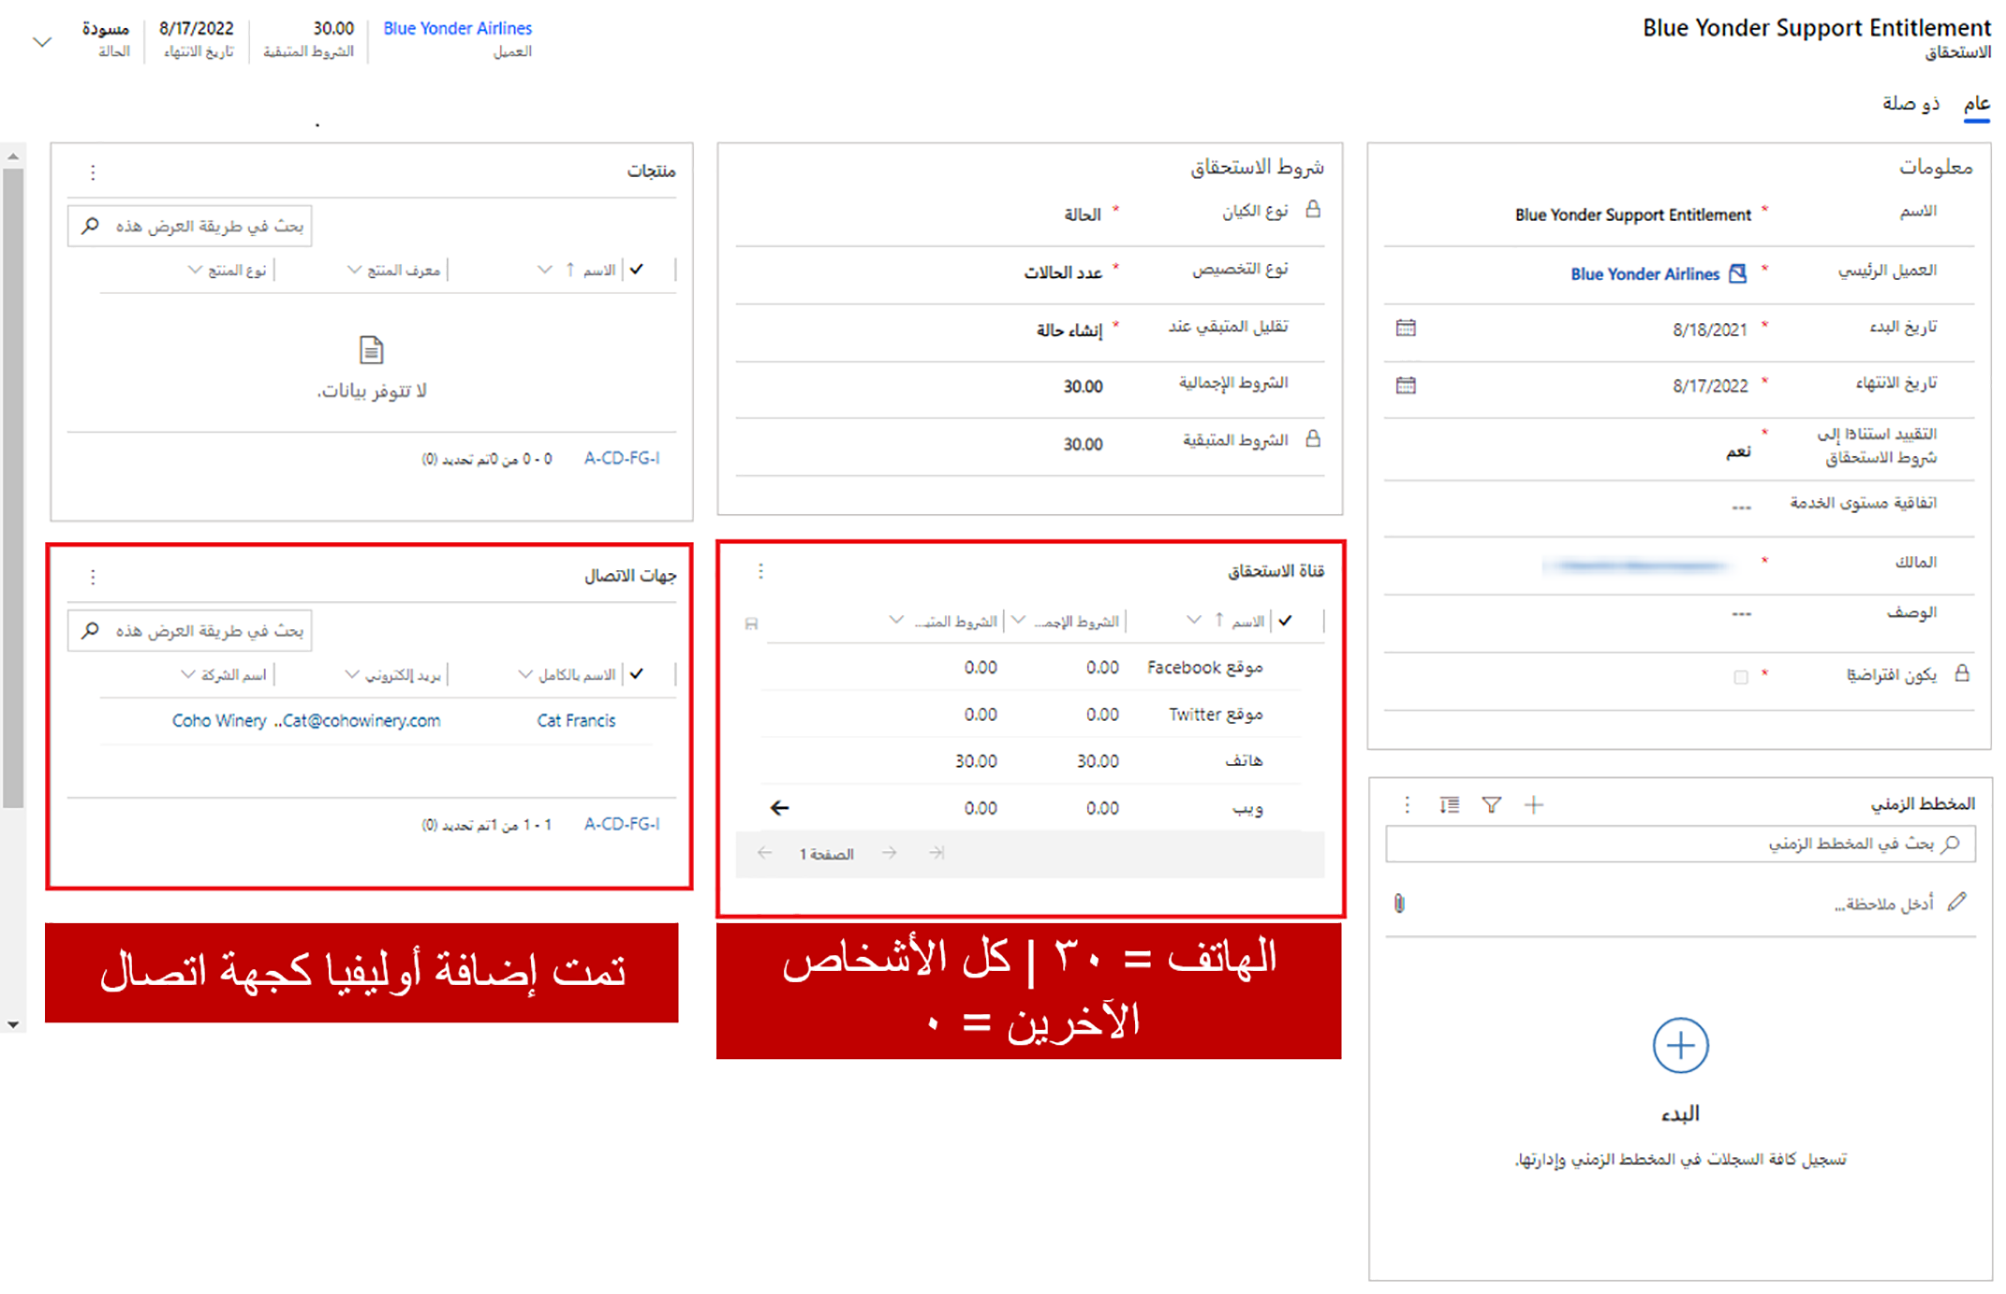 Blue Yonder Support Entitlement
الاستحقاق
Blue Yonder Airlines
العميل
30.00
الشروط المتبقية
8/17/2022
تاريخ الانتهاء
مسودة
الحالة
عام
ذو صلة
معلومات
الاسم * Blue Yonder Support Entitlement
العميل الرئيسي * Blue Yonder Airlines
تاريخ البدء * 8/18/2021
تاريخ الانتهاء * 8/17/2022
التقييد استنادًا إلى
شروط الاستحقاق * نعم
اتفاقية مستوى الخدمة ---
المالك *
الوصف ---
يكون افتراضيًا *
المخطط الزمني
بحث في المخطط الزمني
أدخل ملاحظة...
البدء
تسجيل كافة السجلات في المخطط الزمني وإدارتها.
شروط الاستحقاق
نوع الكيان * الحالة
نوع التخصيص * عدد الحالات
تقليل المتبقي عند * إنشاء حالة
الشروط الإجمالية 30.00
الشروط المتبقية 30.00
قناة الاستحقاق
الاسم ↑ الشروط الإجمـ... الشروط المتبـ...
موقع Facebook 0.00 0.00
موقع Twitter 0.00 0.00
هاتف 30.00 30.00
ويب 0.00 0.00
الصفحة 1
الهاتف = ٣٠ | كل الأشخاص
الآخرين = ٠
منتجات
بحث في طريقة العرض هذه
الاسم ↑ معرف المنتج نوع المنتج
لا تتوفر بيانات.
A-CD-FG-I 0 - 0 من 0تم تحديد (0)
جهات الاتصال
بحث في طريقة العرض هذه
الاسم بالكامل بريد إلكتروني اسم الشركة
Cat Francis Cat@cohowinery.com.. Coho Winery
A-CD-FG-I 1 - 1 من 1تم تحديد (0)
تمت إضافة أوليفيا كجهة اتصال